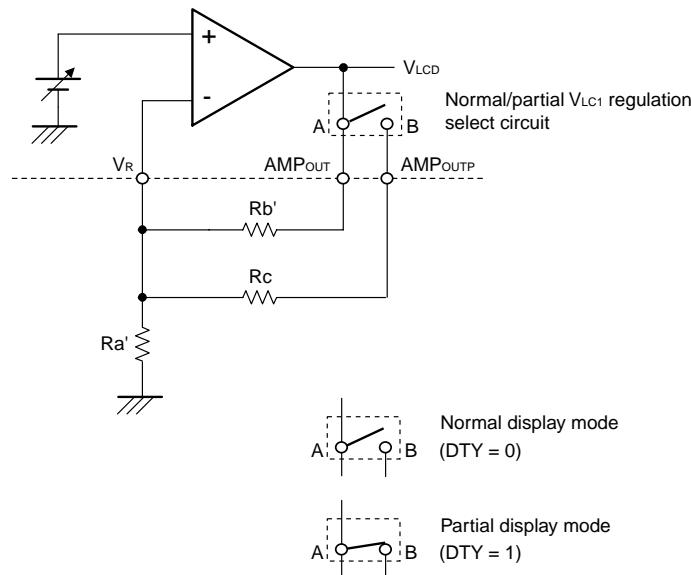 +
-
VLCD
Normal/partial VLC1 regulation
select circuit
A
B
VR
AMPOUT
AMPOUTP
Rb'
Rc
Ra'
A
B
Normal display mode
(DTY = 0)
A
B
Partial display mode
(DTY = 1)